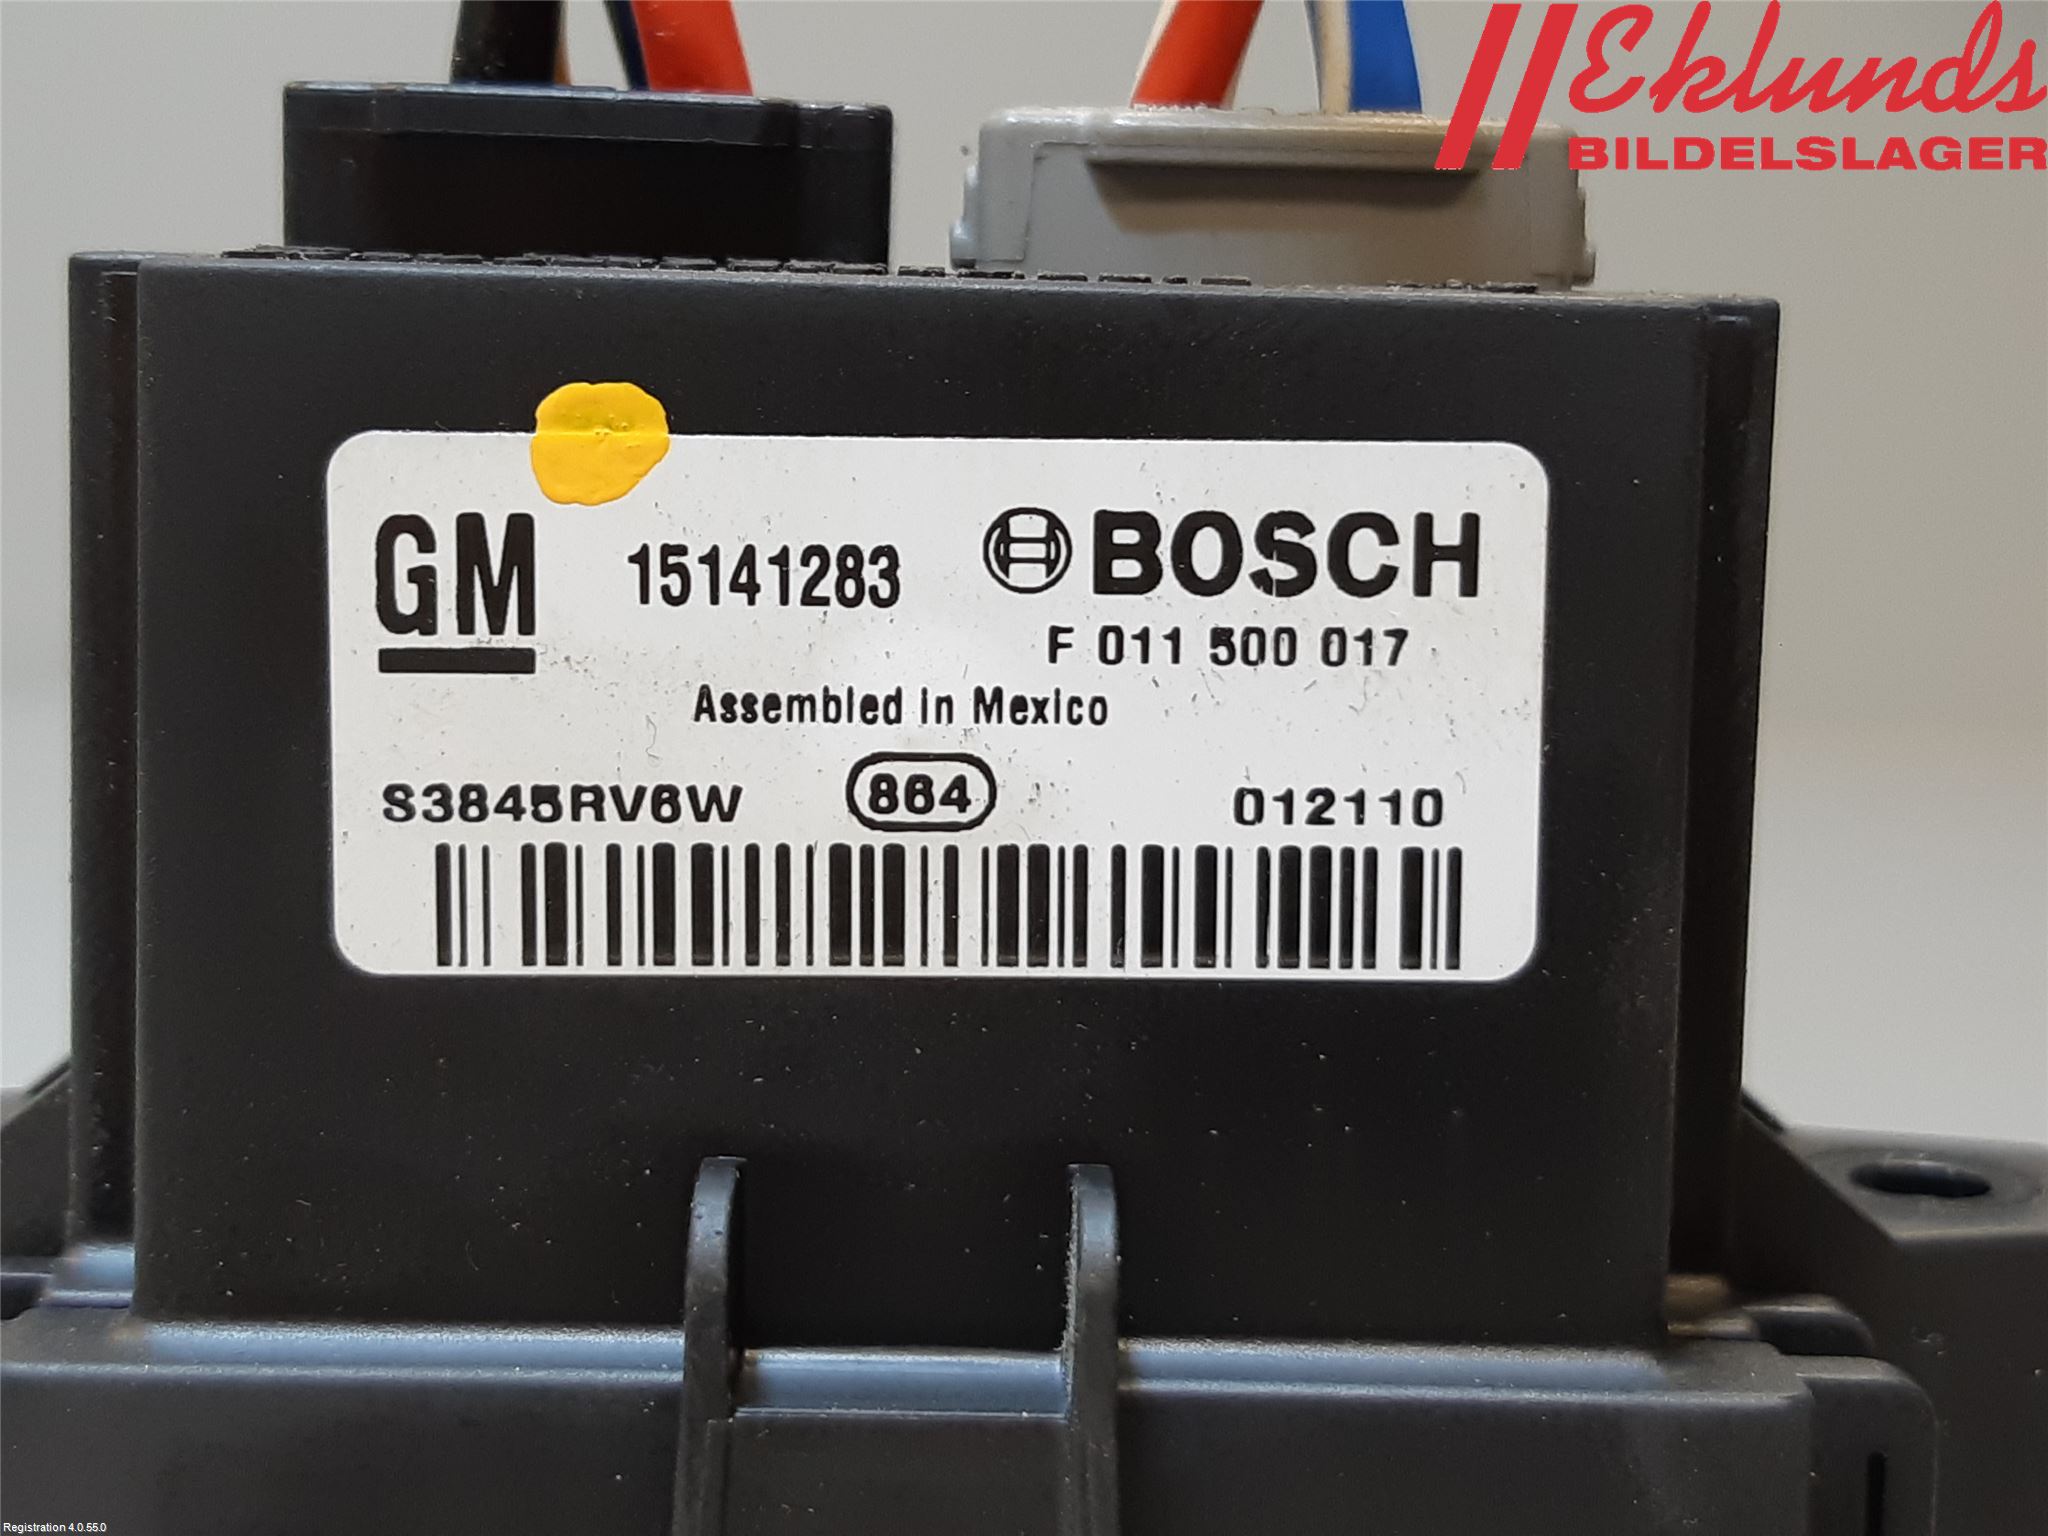 Eklunds
BILDELSLAGER
GM 15141283 BOSCH
F 011 500 017
Assembled in Mexico
S3845RV6W 864 012110
Registration 4.0.55.0